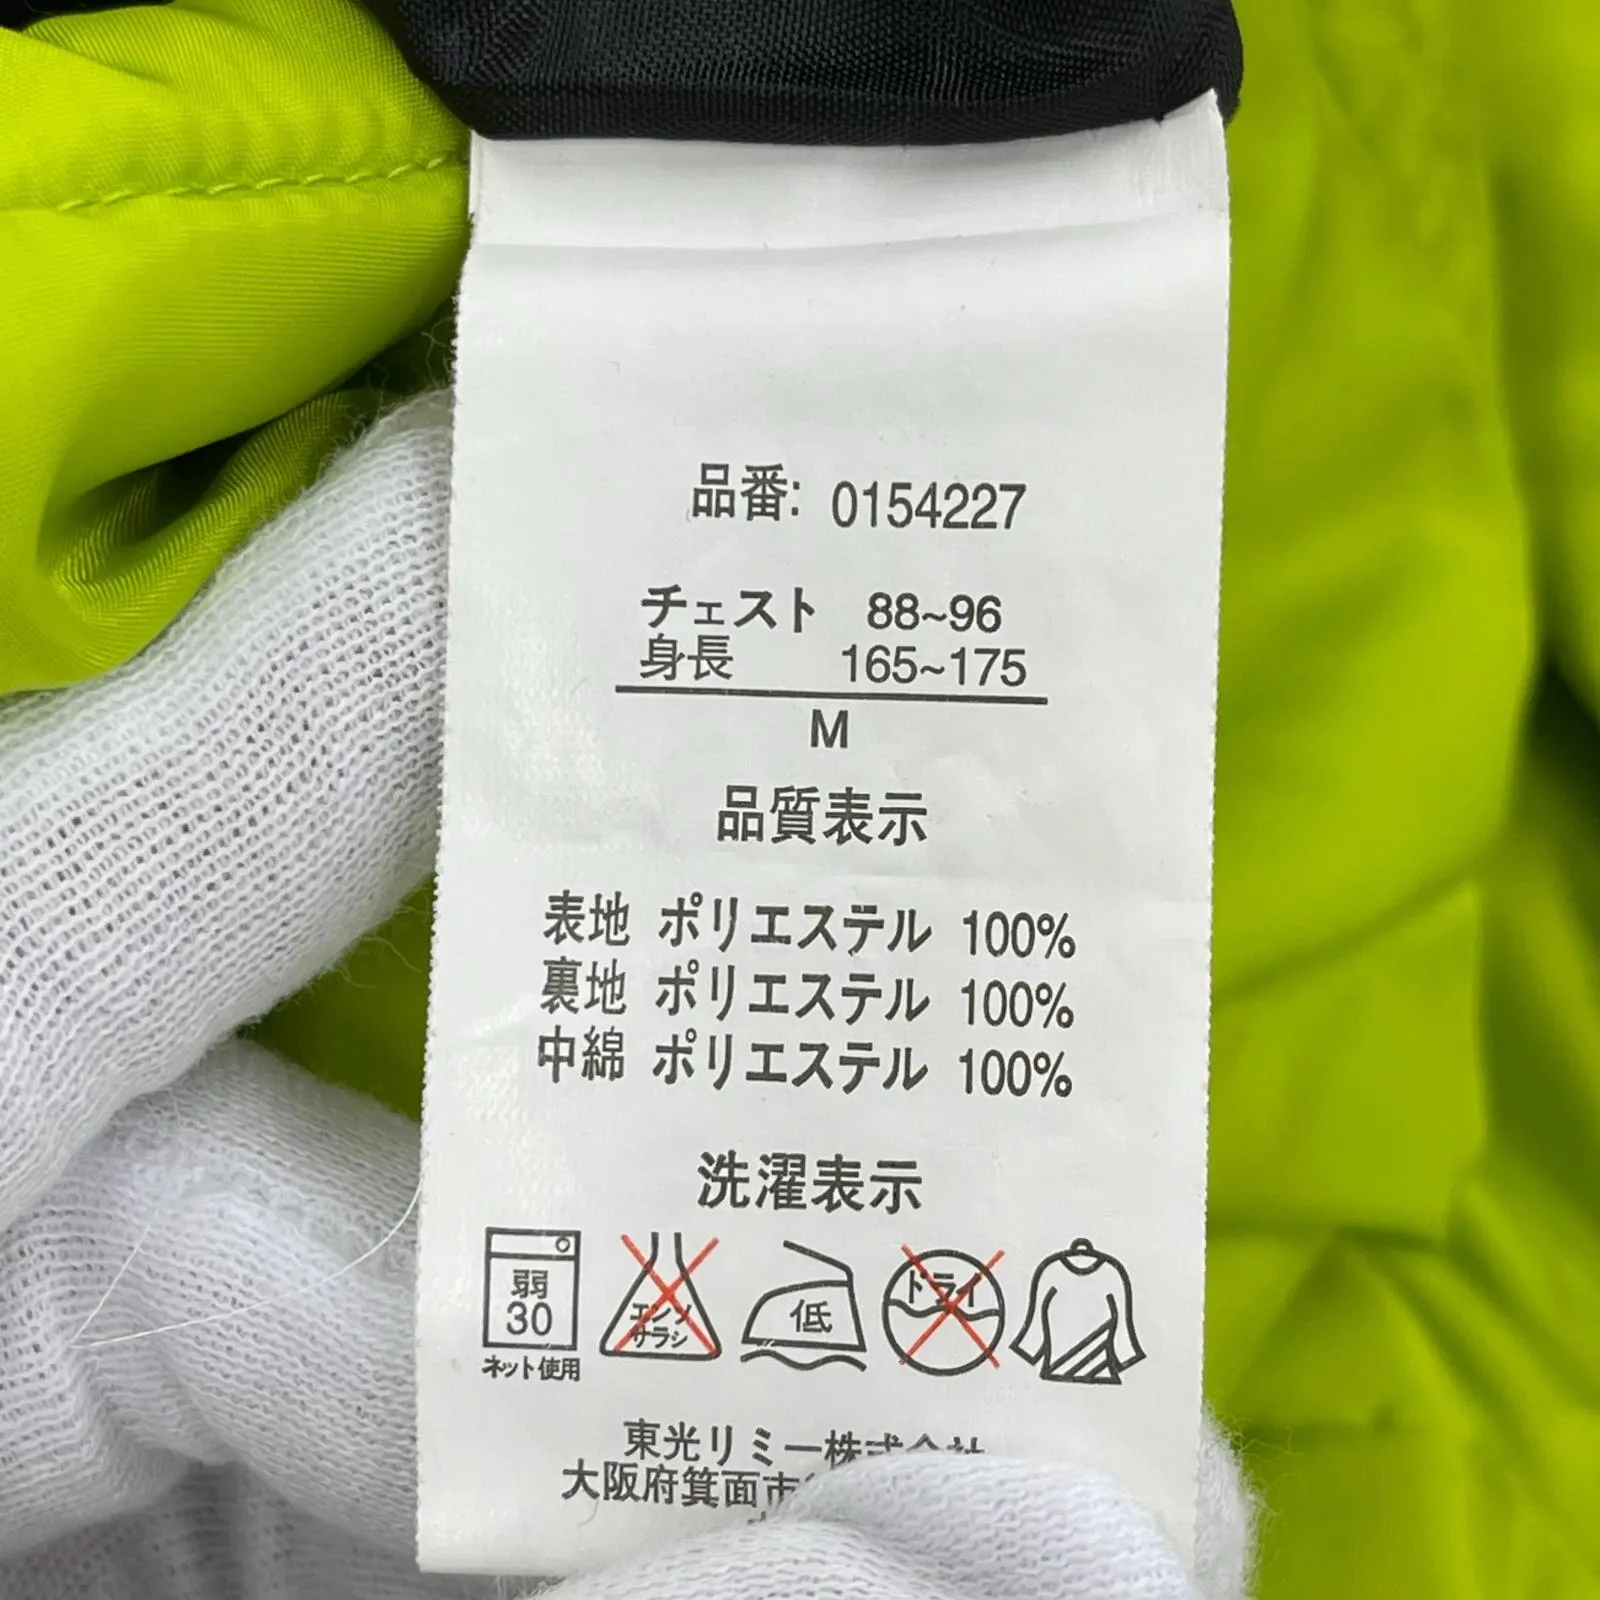 品番: 0154227
チェスト 88~96
身長 165~175
M
品質表示
表地 ポリエステル 100%
裏地 ポリエステル 100%
中綿 ポリエステル 100%
洗濯表示
弱
30
ネット使用
エンソ
サラシ
低
ドライ
東光リミー株式会社
大阪府箕面市